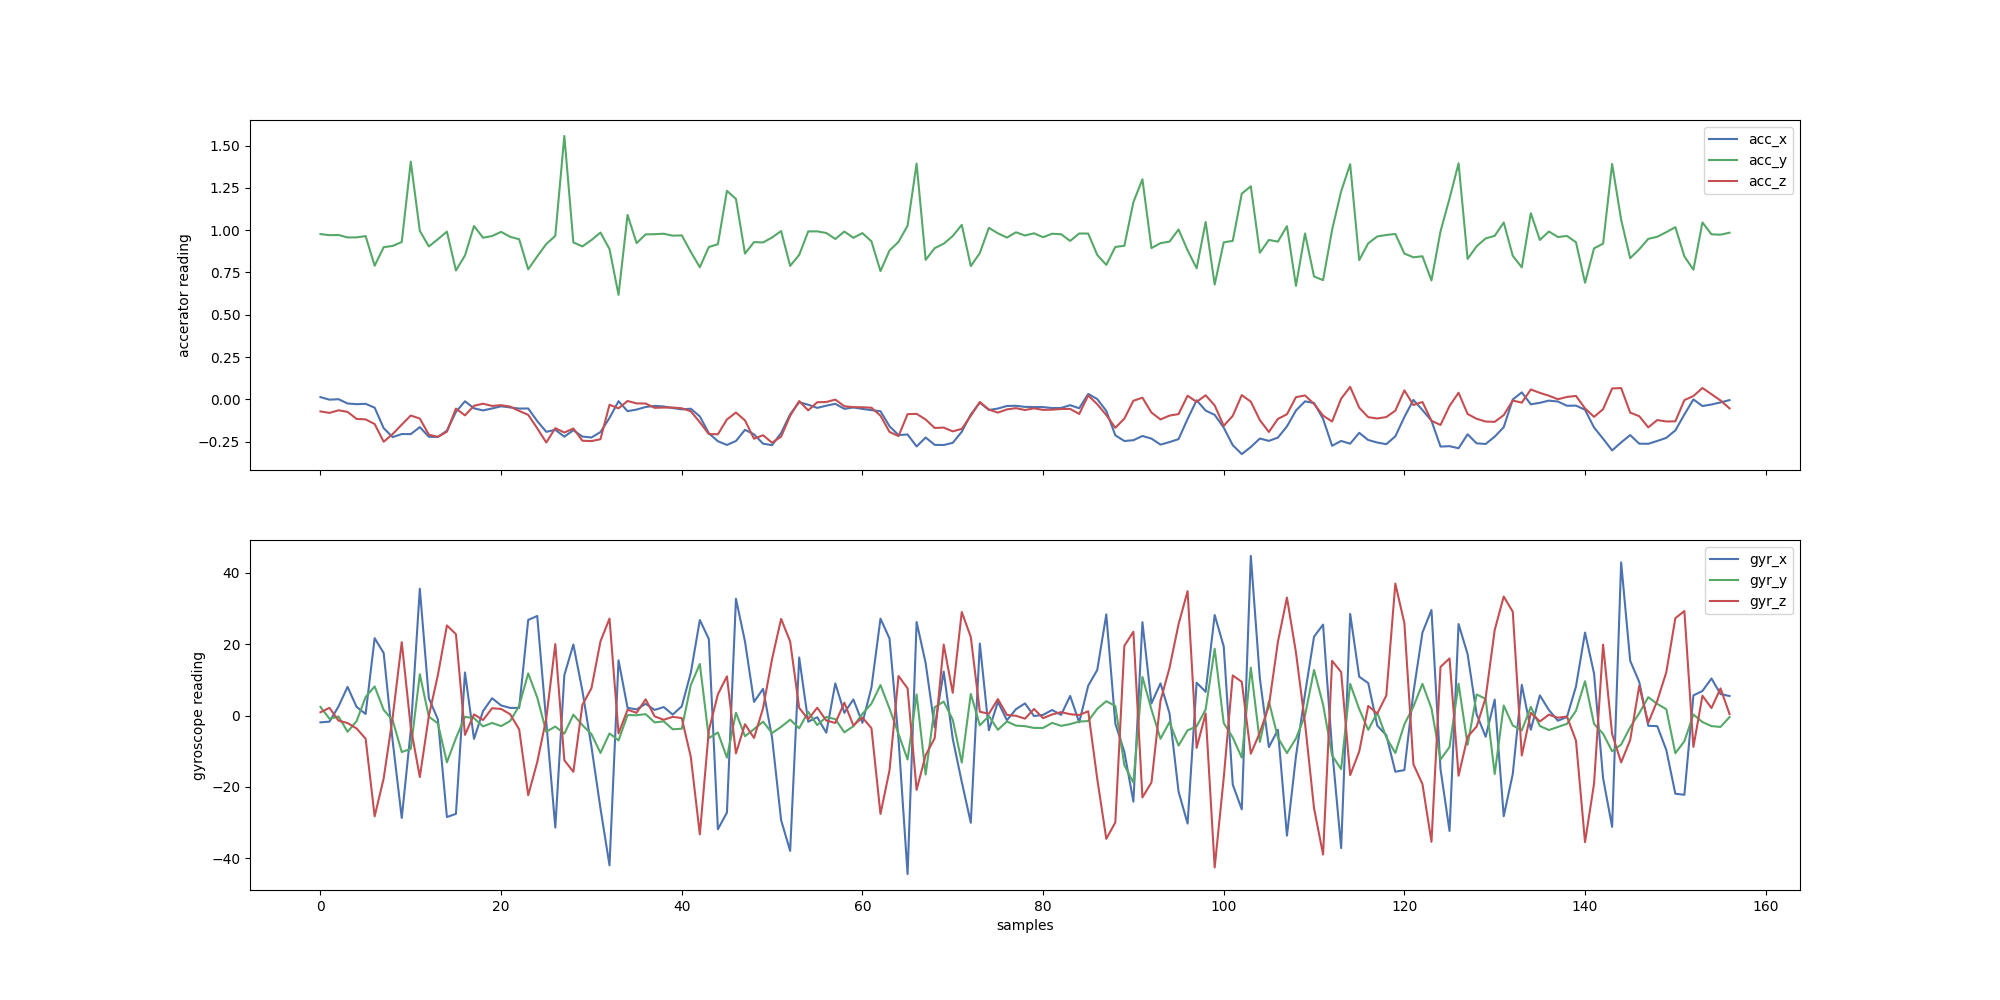 1.50
1.25
1.00
0.75
0.50
0.25
0.00
−0.25
accerator reading
acc_x
acc_y
acc_z
40
20
0
−20
−40
gyroscope reading
gyr_x
gyr_y
gyr_z
0 20 40 60 80 100 120 140 160
samples